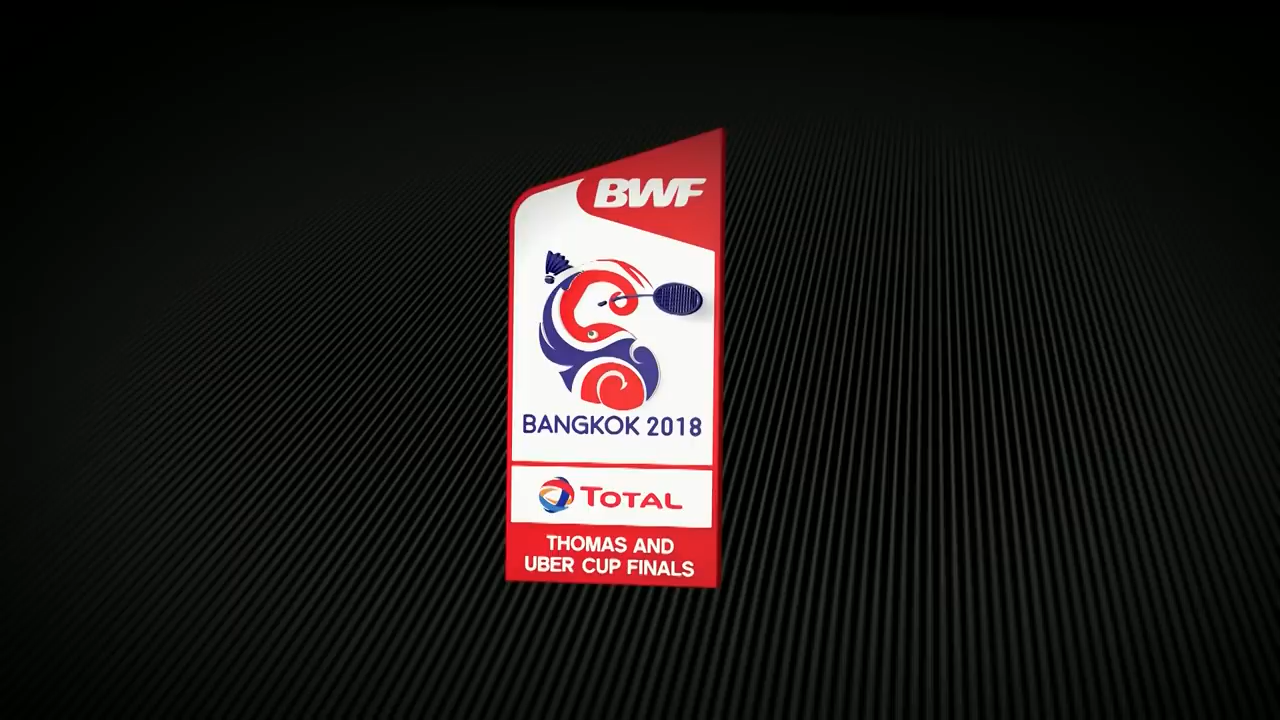 BWF
BANGKOK 2018
TOTAL
THOMAS AND
UBER CUP FINALS